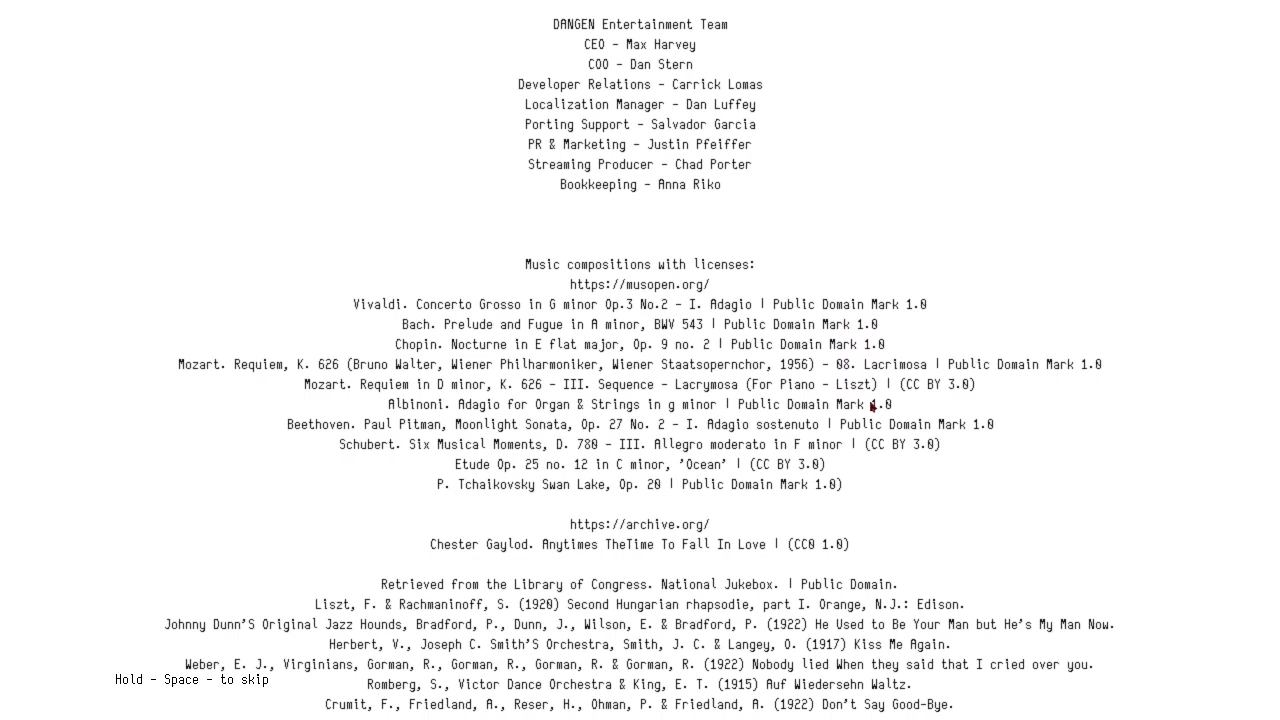 DANGEN Entertainment Team
CEO - Max Harvey
COO - Dan Stern
Developer Relations - Carrick Lomas
Localization Manager - Dan Luffey
Porting Support - Salvador Garcia
PR & Marketing - Justin Pfeiffer
Streaming Producer - Chad Porter
Bookkeeping - Anna Riko
Music compositions with licenses:
https://musopen.org/
Vivaldi. Concerto Grosso in G minor Op.3 No.2 - I. Adagio | Public Domain Mark 1.0
Bach. Prelude and Fugue in A minor, BWV 543 | Public Domain Mark 1.0
Chopin. Nocturne in E flat major, Op. 9 no. 2 | Public Domain Mark 1.0
Mozart. Requiem, K. 626 (Bruno Walter, Wiener Philharmoniker, Wiener Staatsopernchor, 1956) - 08. Lacrimosa | Public Domain Mark 1.0
Mozart. Requiem in D minor, K. 626 - III. Sequence - Lacrymosa (For Piano - Liszt) | (CC BY 3.0)
Albinoni. Adagio for Organ & Strings in g minor | Public Domain Mark 1.0
Beethoven. Paul Pitman, Moonlight Sonata, Op. 27 No. 2 - I. Adagio sostenuto | Public Domain Mark 1.0
Schubert. Six Musical Moments, D. 780 - III. Allegro moderato in F minor | (CC BY 3.0)
Etude Op. 25 no. 12 in C minor, 'Ocean' | (CC BY 3.0)
P. Tchaikovsky Swan Lake, Op. 20 | Public Domain Mark 1.0)
https://archive.org/
Chester Gaylod. Anytimes TheTime To Fall In Love | (CC0 1.0)
Retrieved from the Library of Congress. National Jukebox. | Public Domain.
Liszt, F. & Rachmaninoff, S. (1920) Second Hungarian rhapsodie, part I. Orange, N.J.: Edison.
Johnny Dunn'S Original Jazz Hounds, Bradford, P., Dunn, J., Wilson, E. & Bradford, P. (1922) He Used to Be Your Man but He's My Man Now.
Herbert, V., Joseph C. Smith'S Orchestra, Smith, J. C. & Langey, O. (1917) Kiss Me Again.
Weber, E. J., Virginians, Gorman, R., Gorman, R., Gorman, R. & Gorman, R. (1922) Nobody lied When they said that I cried over you.
Hold - Space - to skip
Romberg, S., Victor Dance Orchestra & King, E. T. (1915) Auf Wiedersehn Waltz.
Crumit, F., Friedland, A., Reser, H., Ohman, P. & Friedland, A. (1922) Don't Say Good-Bye.